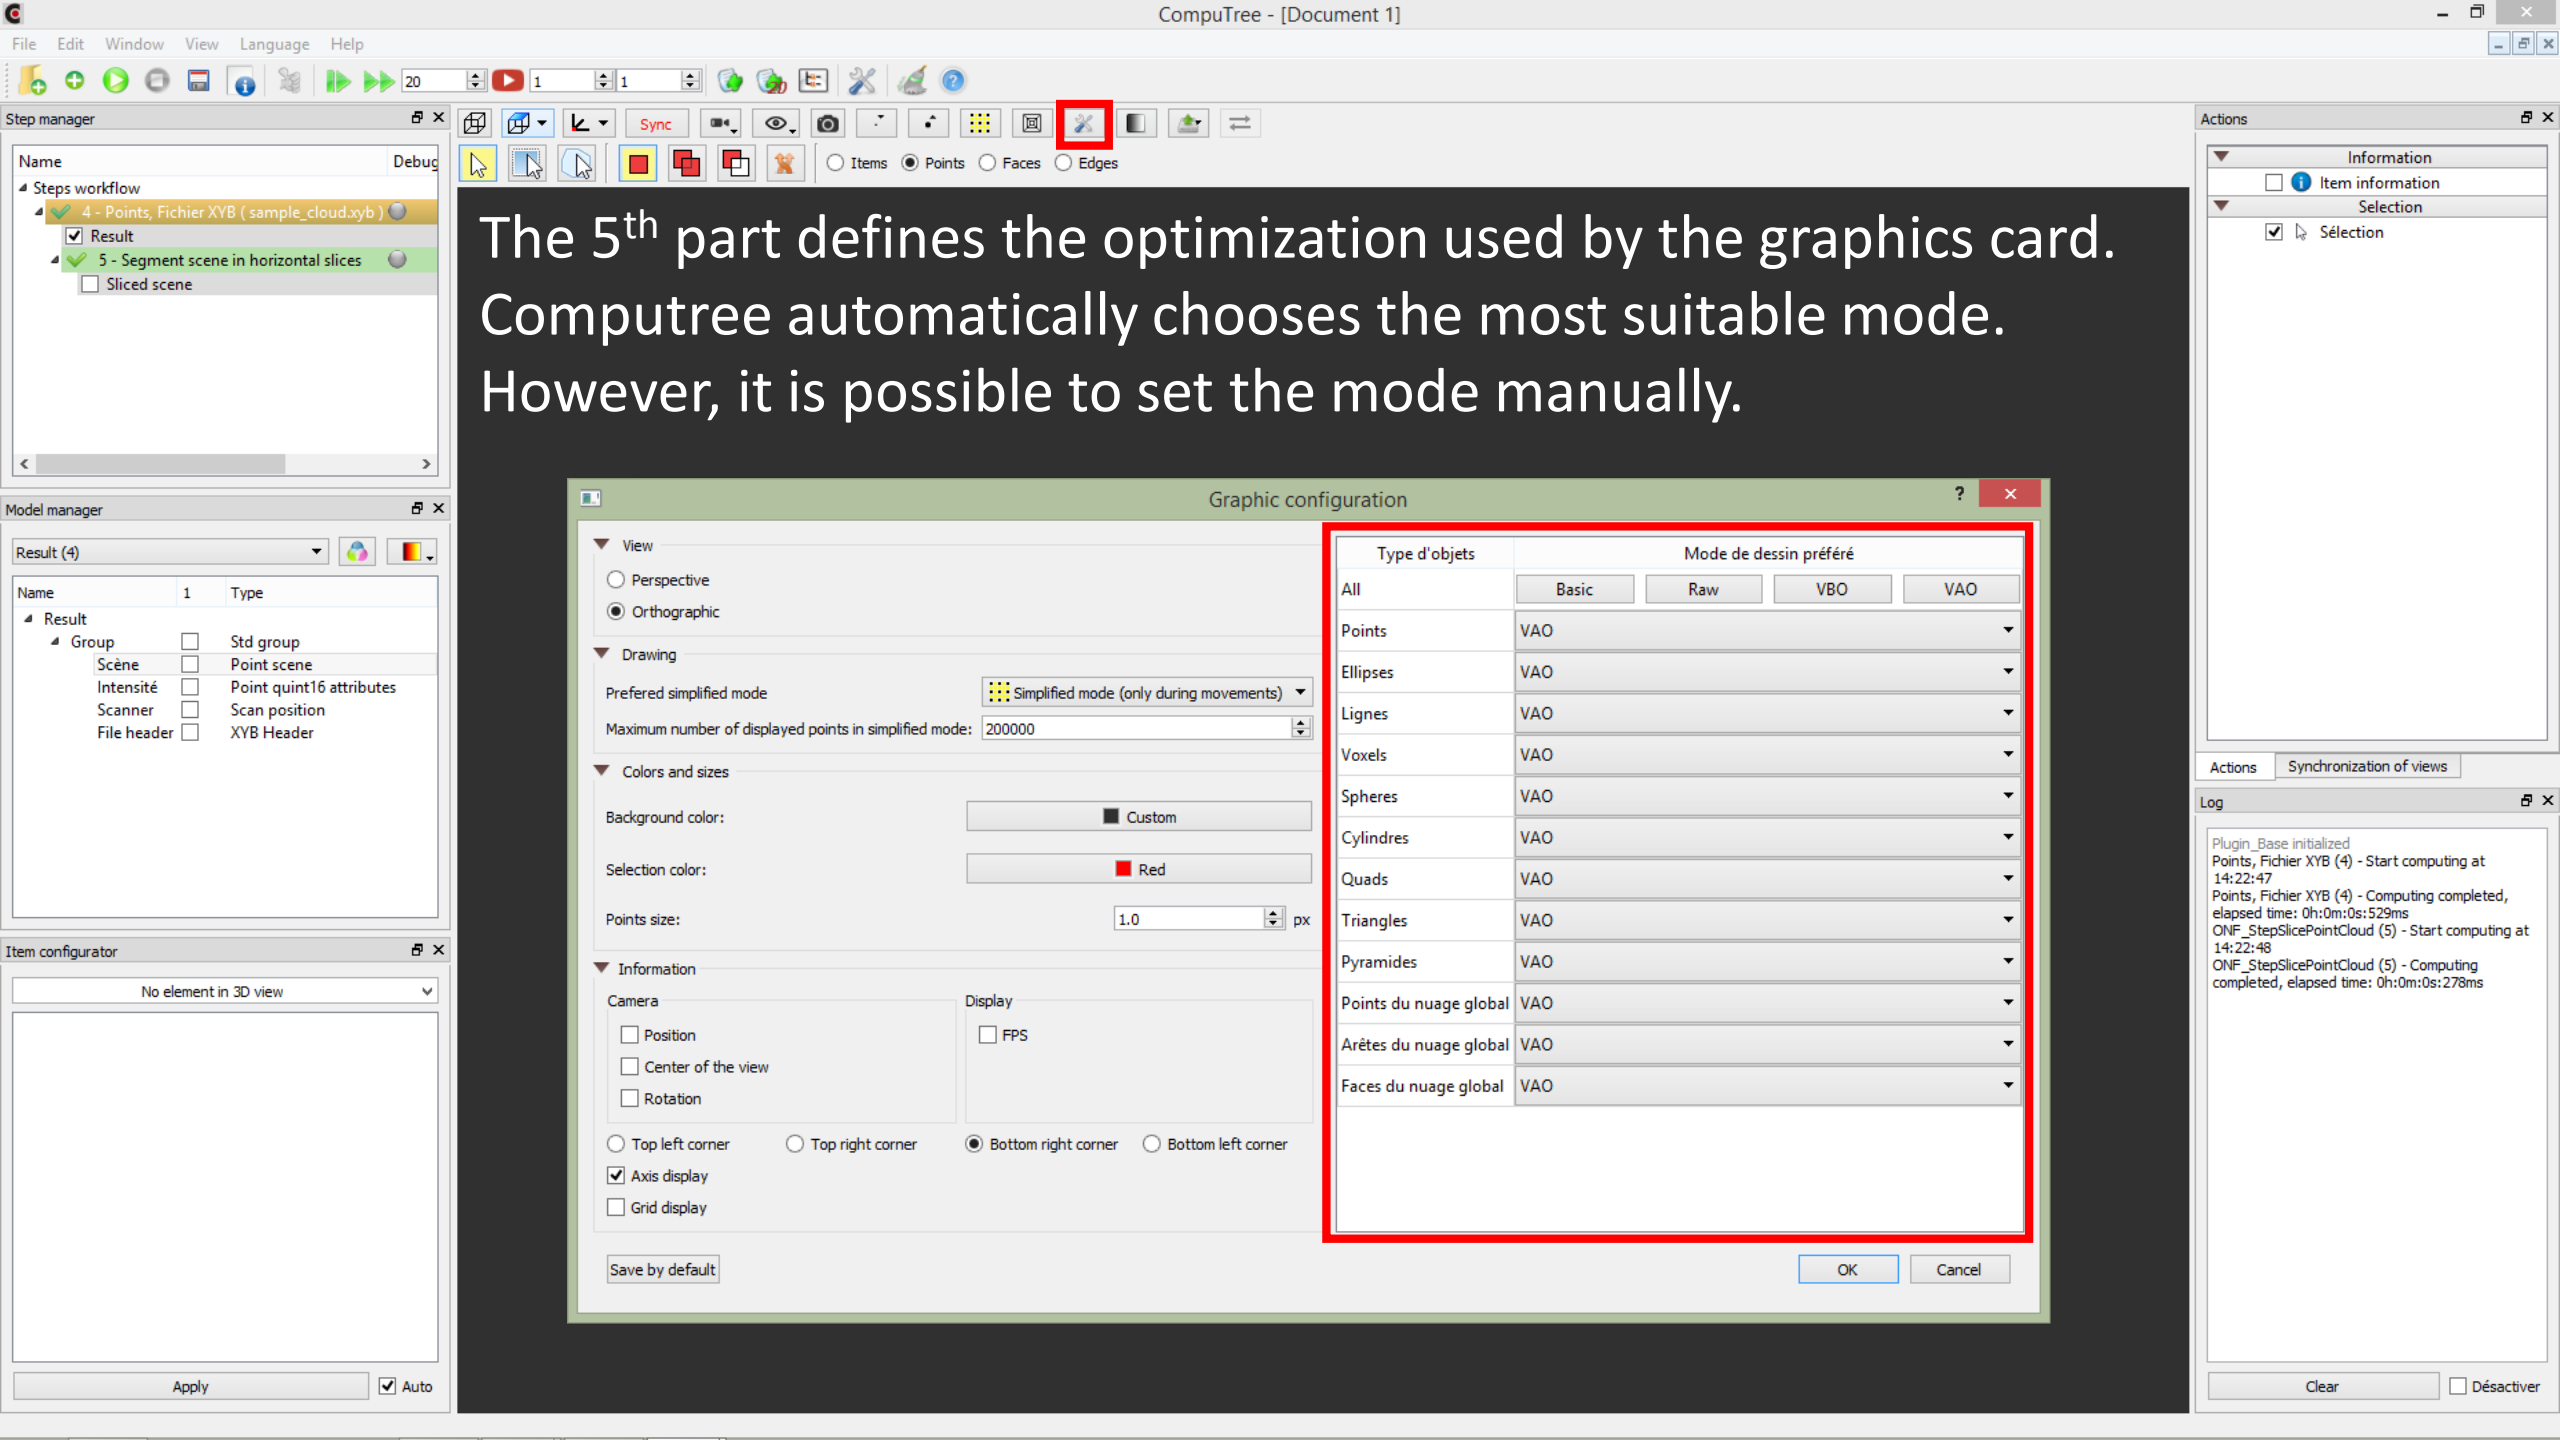 CompuTree - [Document 1]
File Edit Window View Language Help
20 1 1 2D
Step manager
Name Debug
Steps workflow
4 - Points, Fichier XYB ( sample_cloud.xyb )
Result
5 - Segment scene in horizontal slices
Sliced scene
Sync
Items Points Faces Edges
The 5th part defines the optimization used by the graphics card.
Computree automatically chooses the most suitable mode.
However, it is possible to set the mode manually.
Model manager
Result (4)
Name 1 Type
Result
Group Std group
Scène Point scene
Intensité Point quint16 attributes
Scanner Scan position
File header XYB Header
Item configurator
No element in 3D view
Apply Auto
Graphic configuration ?
View
Perspective
Orthographic
Drawing
Prefered simplified mode Simplified mode (only during movements)
Maximum number of displayed points in simplified mode: 200000
Colors and sizes
Background color: Custom
Selection color: Red
Points size: 1.0 px
Information
Camera Display
Position FPS
Center of the view
Rotation
Top left corner Top right corner Bottom right corner Bottom left corner
Axis display
Grid display
Save by default
Type d'objets Mode de dessin préféré
All Basic Raw VBO VAO
Points VAO
Ellipses VAO
Lignes VAO
Voxels VAO
Spheres VAO
Cylindres VAO
Quads VAO
Triangles VAO
Pyramides VAO
Points du nuage global VAO
Arêtes du nuage global VAO
Faces du nuage global VAO
OK Cancel
Actions
Information
Item information
Selection
Sélection
Actions Synchronization of views
Log
Plugin_Base initialized
Points, Fichier XYB (4) - Start computing at
14:22:47
Points, Fichier XYB (4) - Computing completed,
elapsed time: 0h:0m:0s:529ms
ONF_StepSlicePointCloud (5) - Start computing at
14:22:48
ONF_StepSlicePointCloud (5) - Computing
completed, elapsed time: 0h:0m:0s:278ms
Clear Désactiver